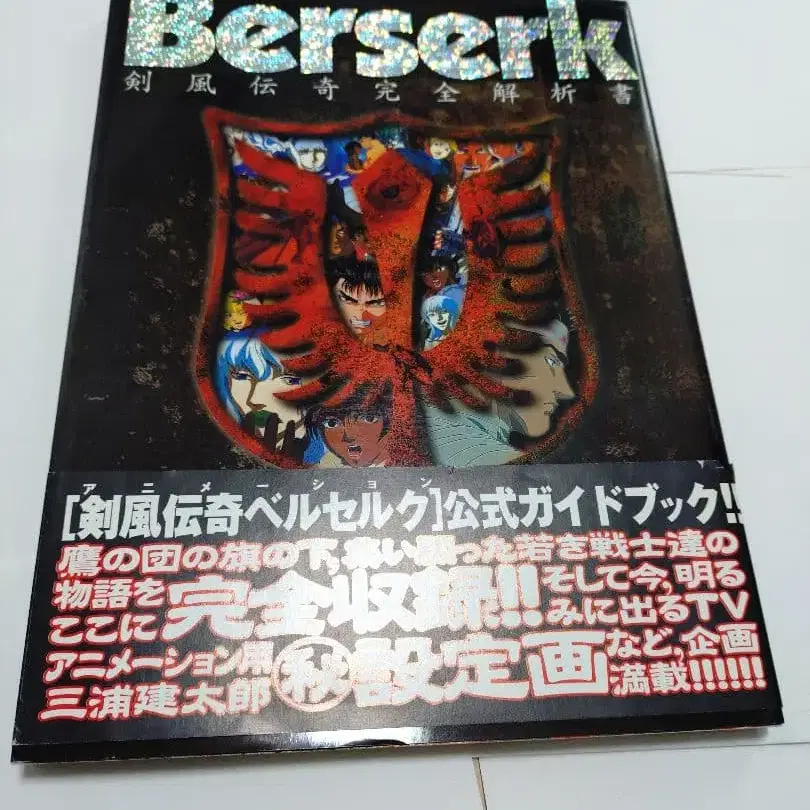 Berserk
剣風伝奇完全解析書
アニメーション
[剣風伝奇ベルセルク]公式ガイドブック!!
鷹の団の旗の下,集い闘った若き戦士達の
物語を
ここに
完全収録!!
そして今,明る
みに出るTV
アニメーション用
三浦建太郎
㊙設定画
など,企画
満載!!!!!!